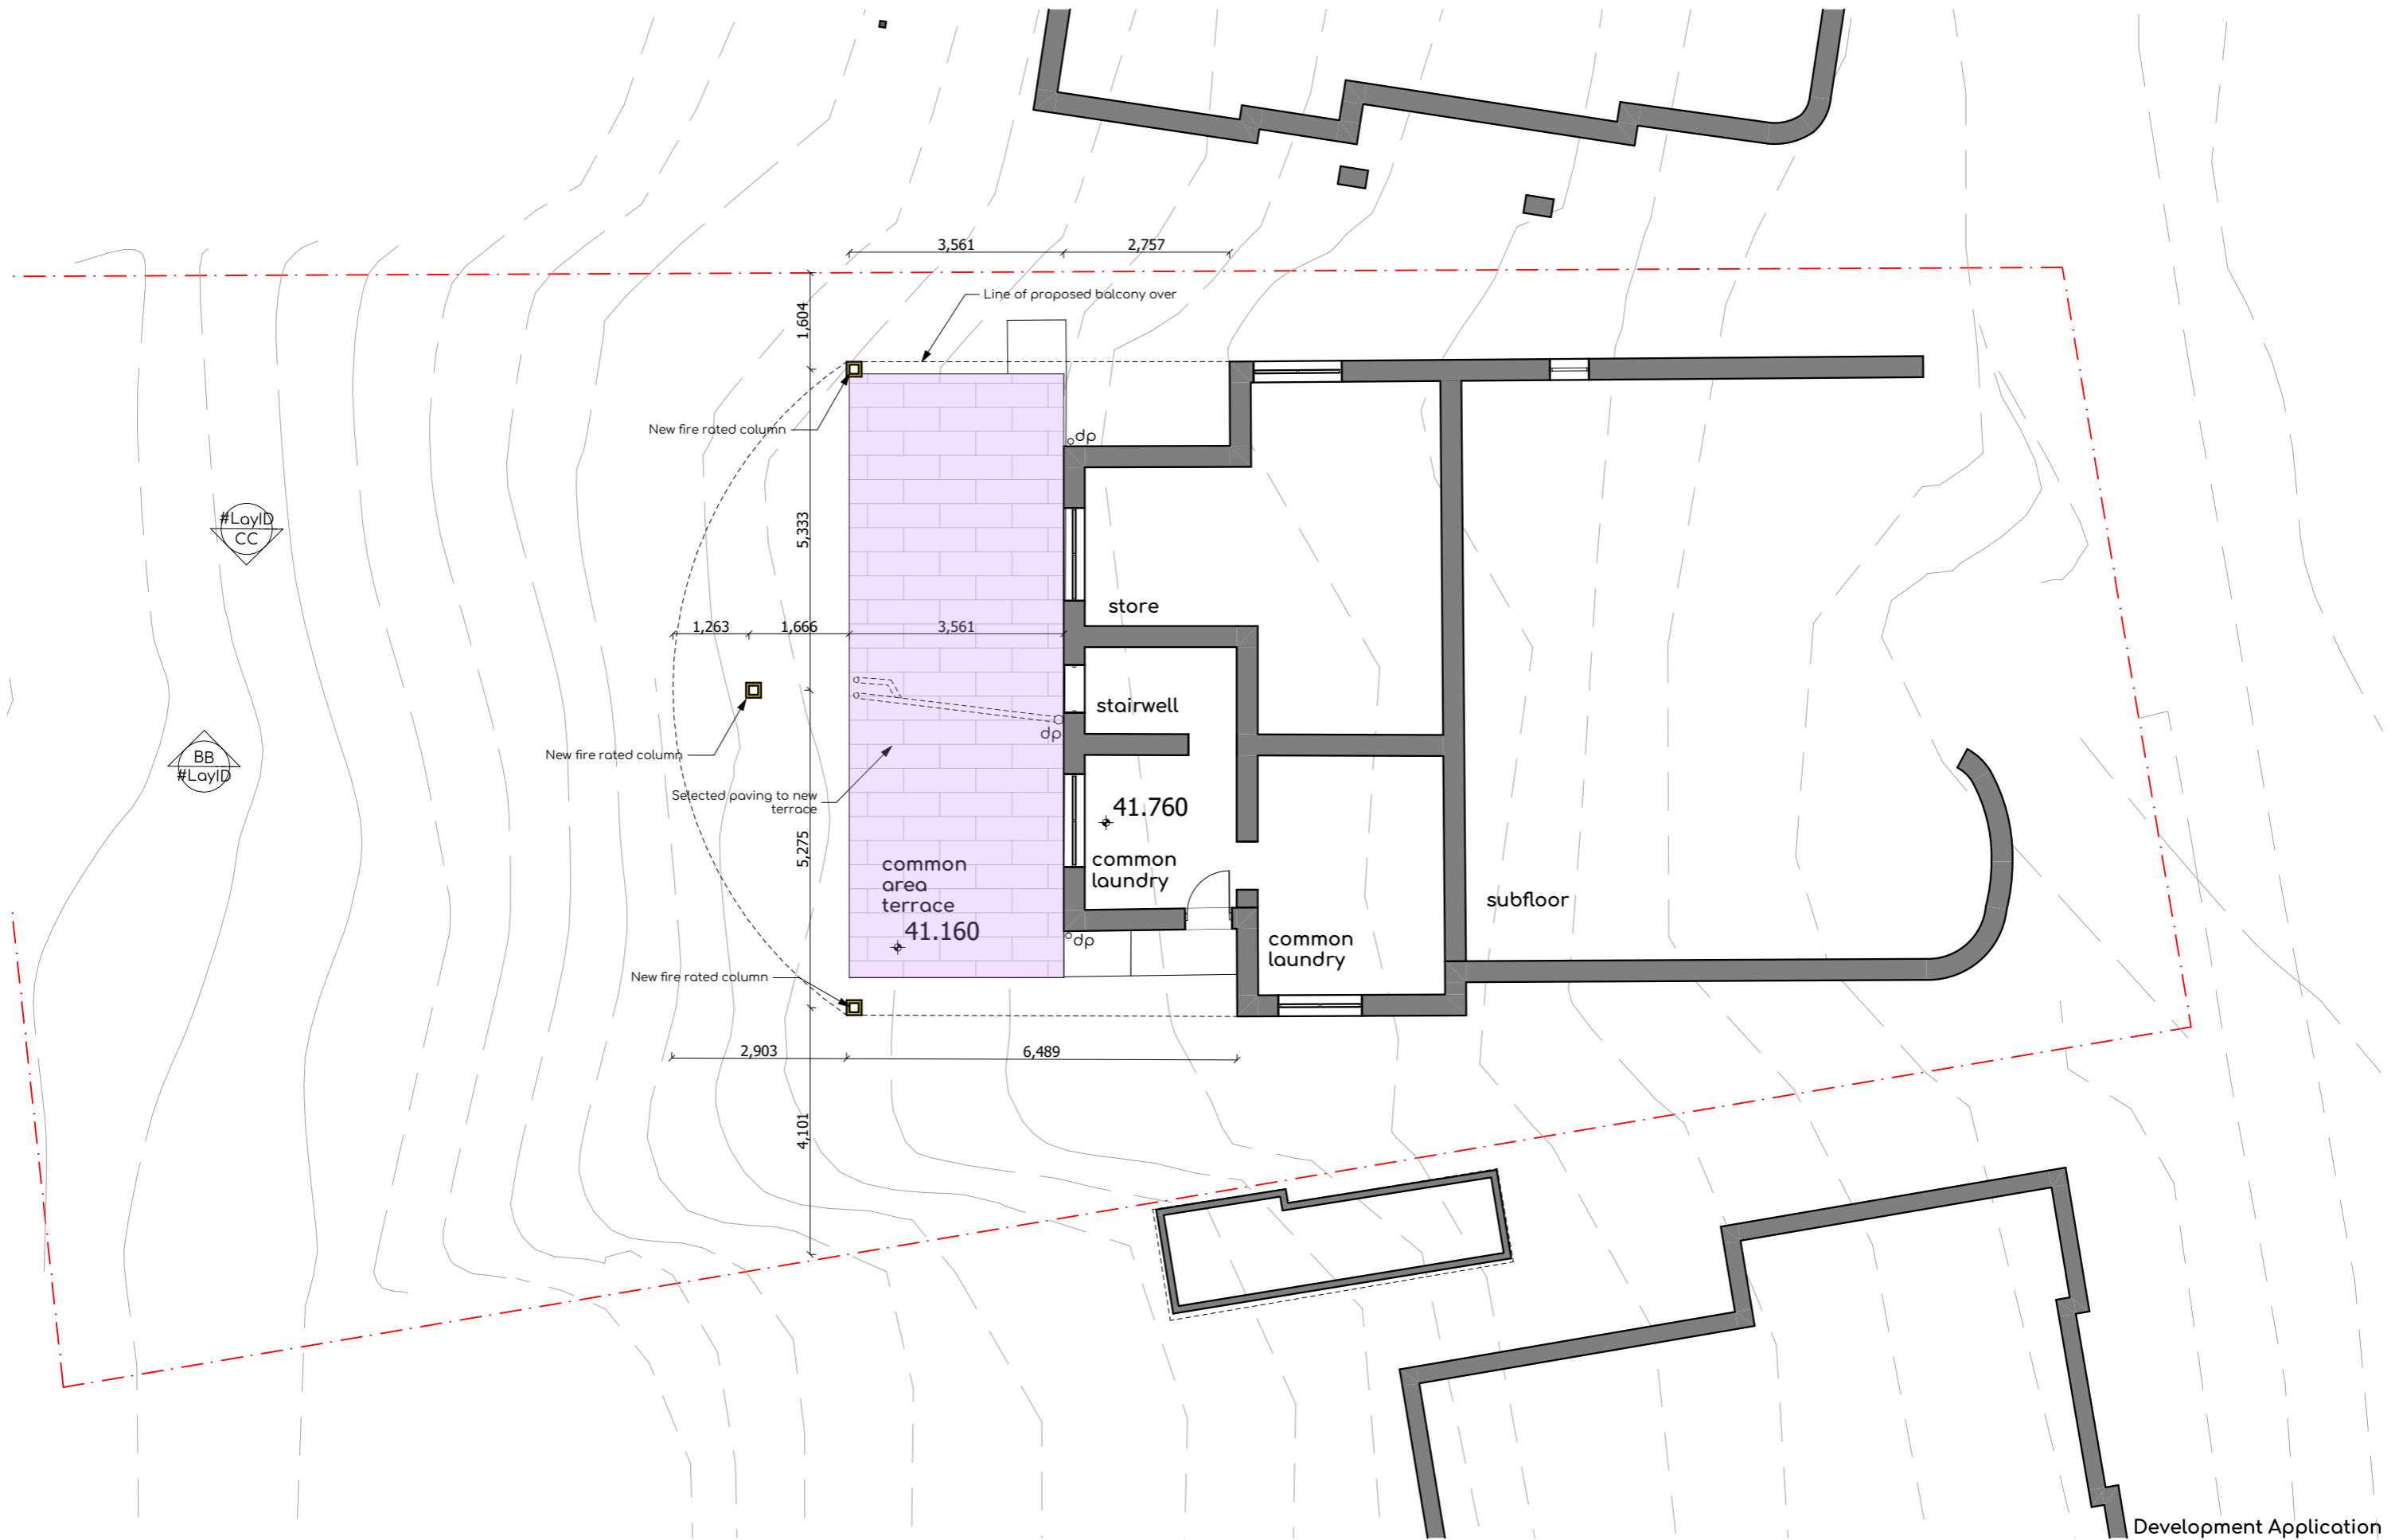 3,561
2,757
Line of proposed balcony over
1,604
New fire rated column
dp
#LayID
CC
5,333
store
1,263
1,666
3,561
stairwell
dp
New fire rated column
BB
#LayID
Selected paving to new
terrace
41.760
5,275
common
laundry
common
area
terrace
41.160
subfloor
dp
common
laundry
New fire rated column
2,903
6,489
4,101
Development Application